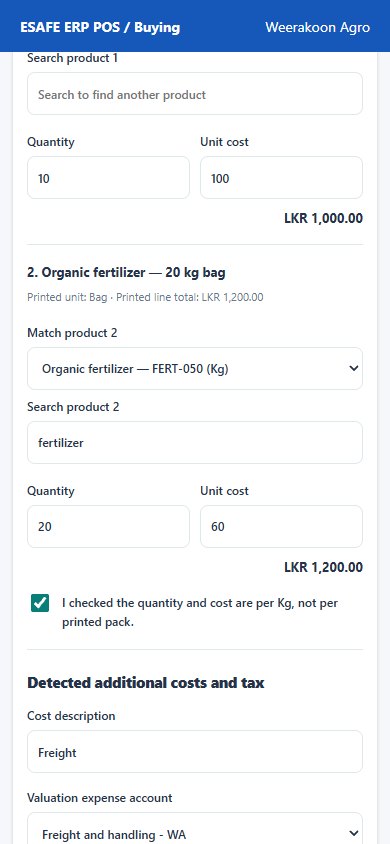 ESAFE ERP POS / Buying
Weerakoon Agro
Search product 1
Search to find another product
Quantity
Unit cost
10
100
LKR 1,000.00
2. Organic fertilizer — 20 kg bag
Printed unit: Bag · Printed line total: LKR 1,200.00
Match product 2
Organic fertilizer — FERT-050 (Kg)
Search product 2
fertilizer
Quantity
Unit cost
20
60
LKR 1,200.00
I checked the quantity and cost are per Kg, not per
printed pack.
Detected additional costs and tax
Cost description
Freight
Valuation expense account
Freight and handling - WA